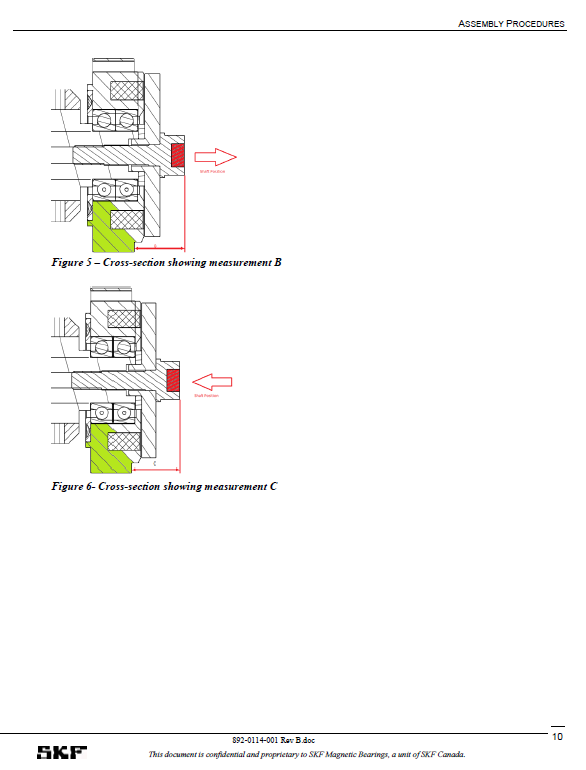 ASSEMBLY PROCEDURES
Shaft Position
Figure 5 – Cross-section showing measurement B
Shaft Position
C
Figure 6- Cross-section showing measurement C
892-0114-001 Rev B.doc
10
SKF
This document is confidential and proprietary to SKF Magnetic Bearings, a unit of SKF Canada.